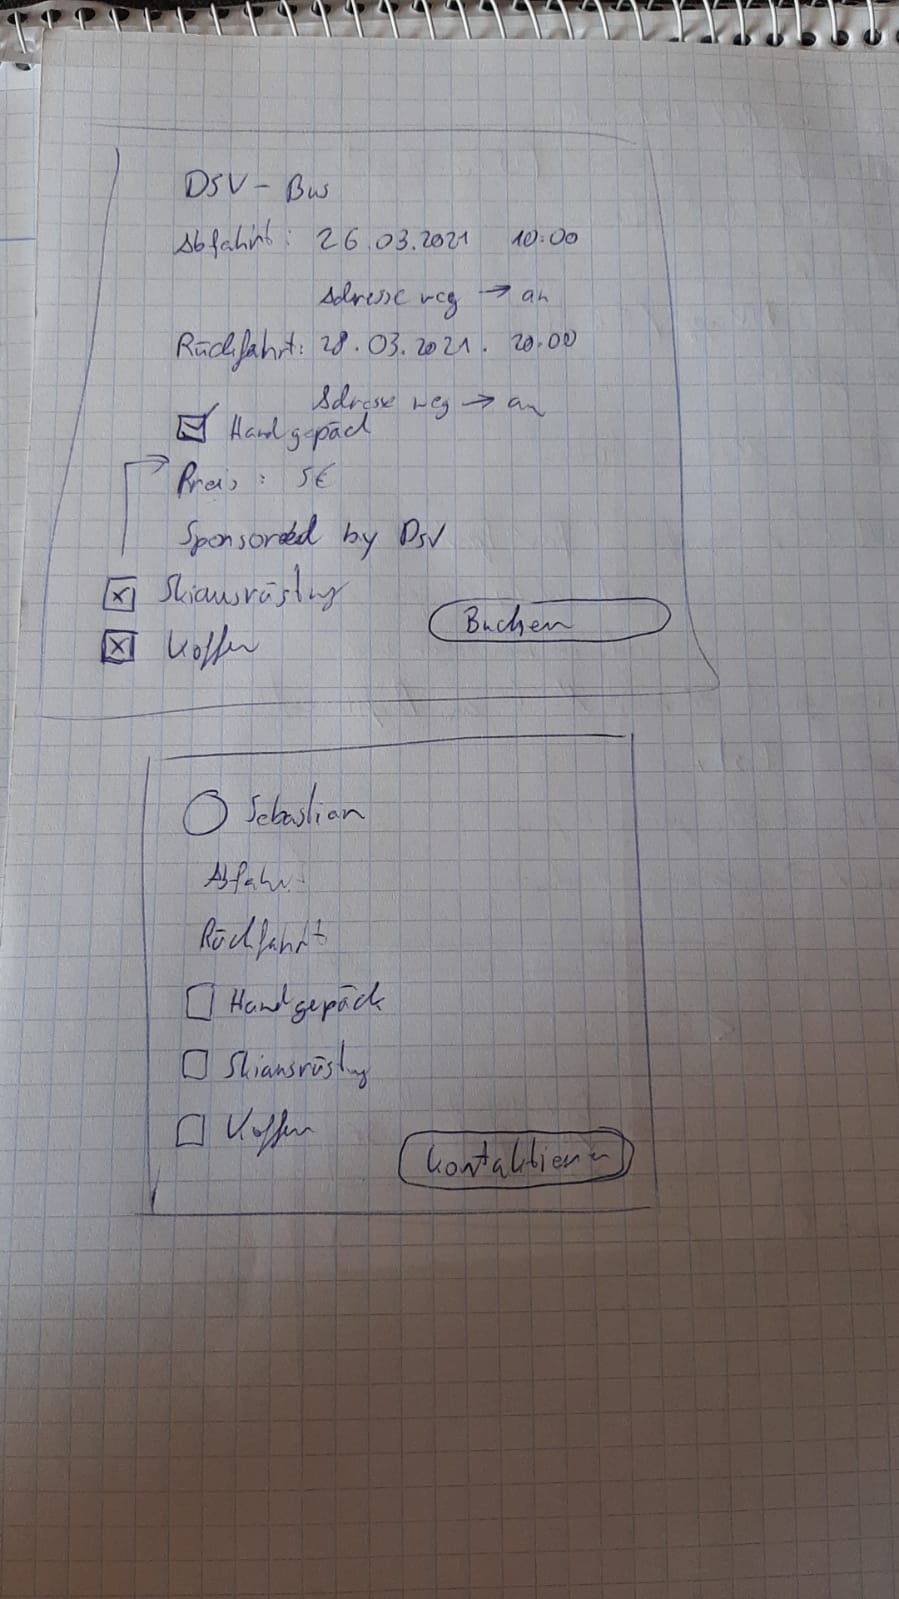 DSV - Bus
Abfahrt: 26.03.2021 10:00
Adresse weg → an
Rückfahrt: 28.03.2021. 20:00
Adresse weg → an
Handgepäck
Preis: 5€
Sponsored by DSV
Skiausrüstung
Koffer
Buchen
Sebastian
Abfahrt
Rückfahrt
Handgepäck
Skiausrüstung
Koffer
Kontaktieren